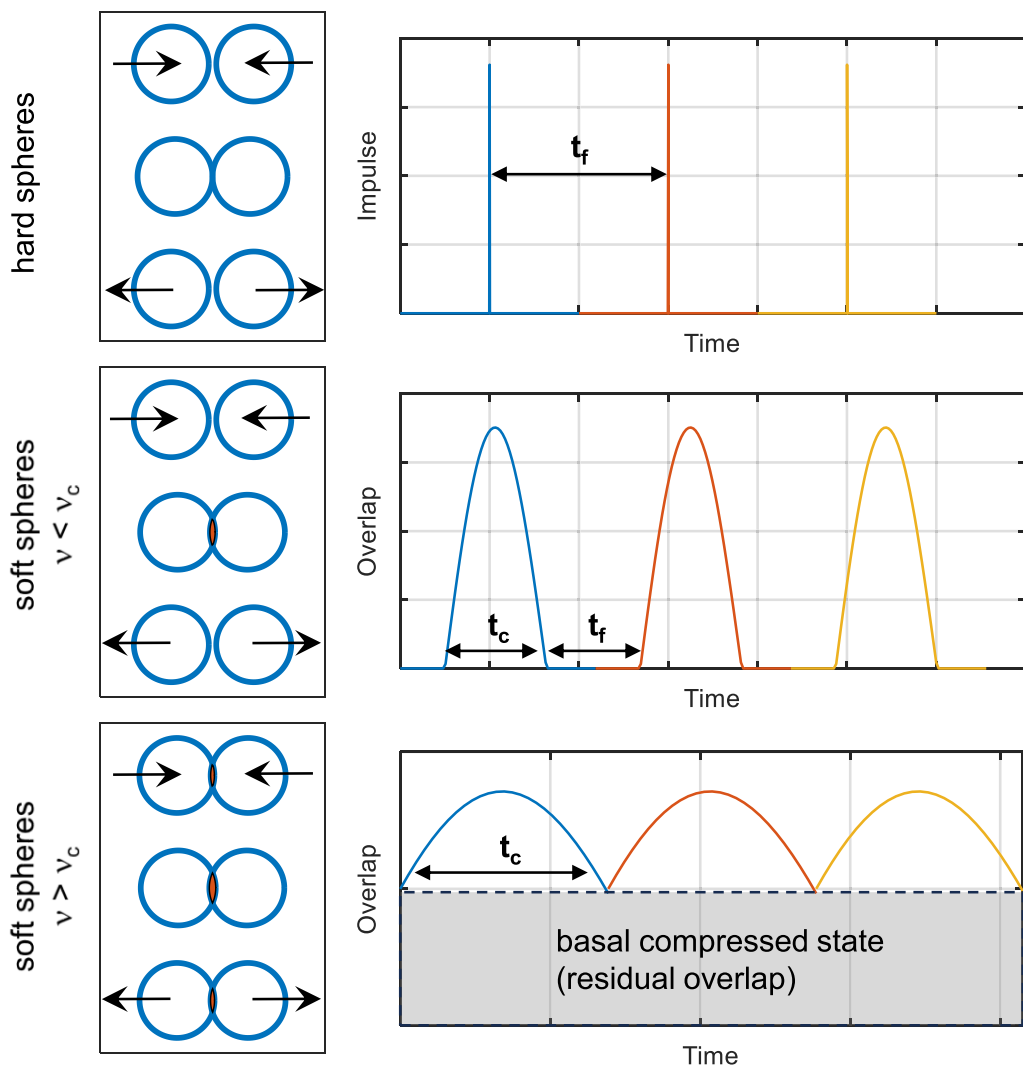 hard spheres
Impulse
t_f
Time
soft spheres
ν < ν_c
Overlap
t_c
t_f
Time
soft spheres
ν > ν_c
Overlap
t_c
basal compressed state
(residual overlap)
Time